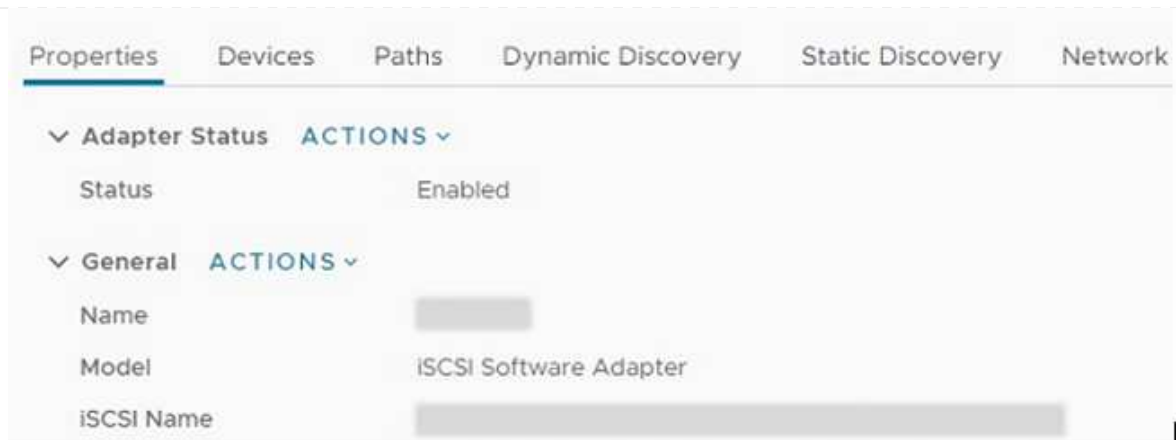 Properties Devices Paths Dynamic Discovery Static Discovery Network
Adapter Status ACTIONS
Status Enabled
General ACTIONS
Name
Model iSCSI Software Adapter
iSCSI Name